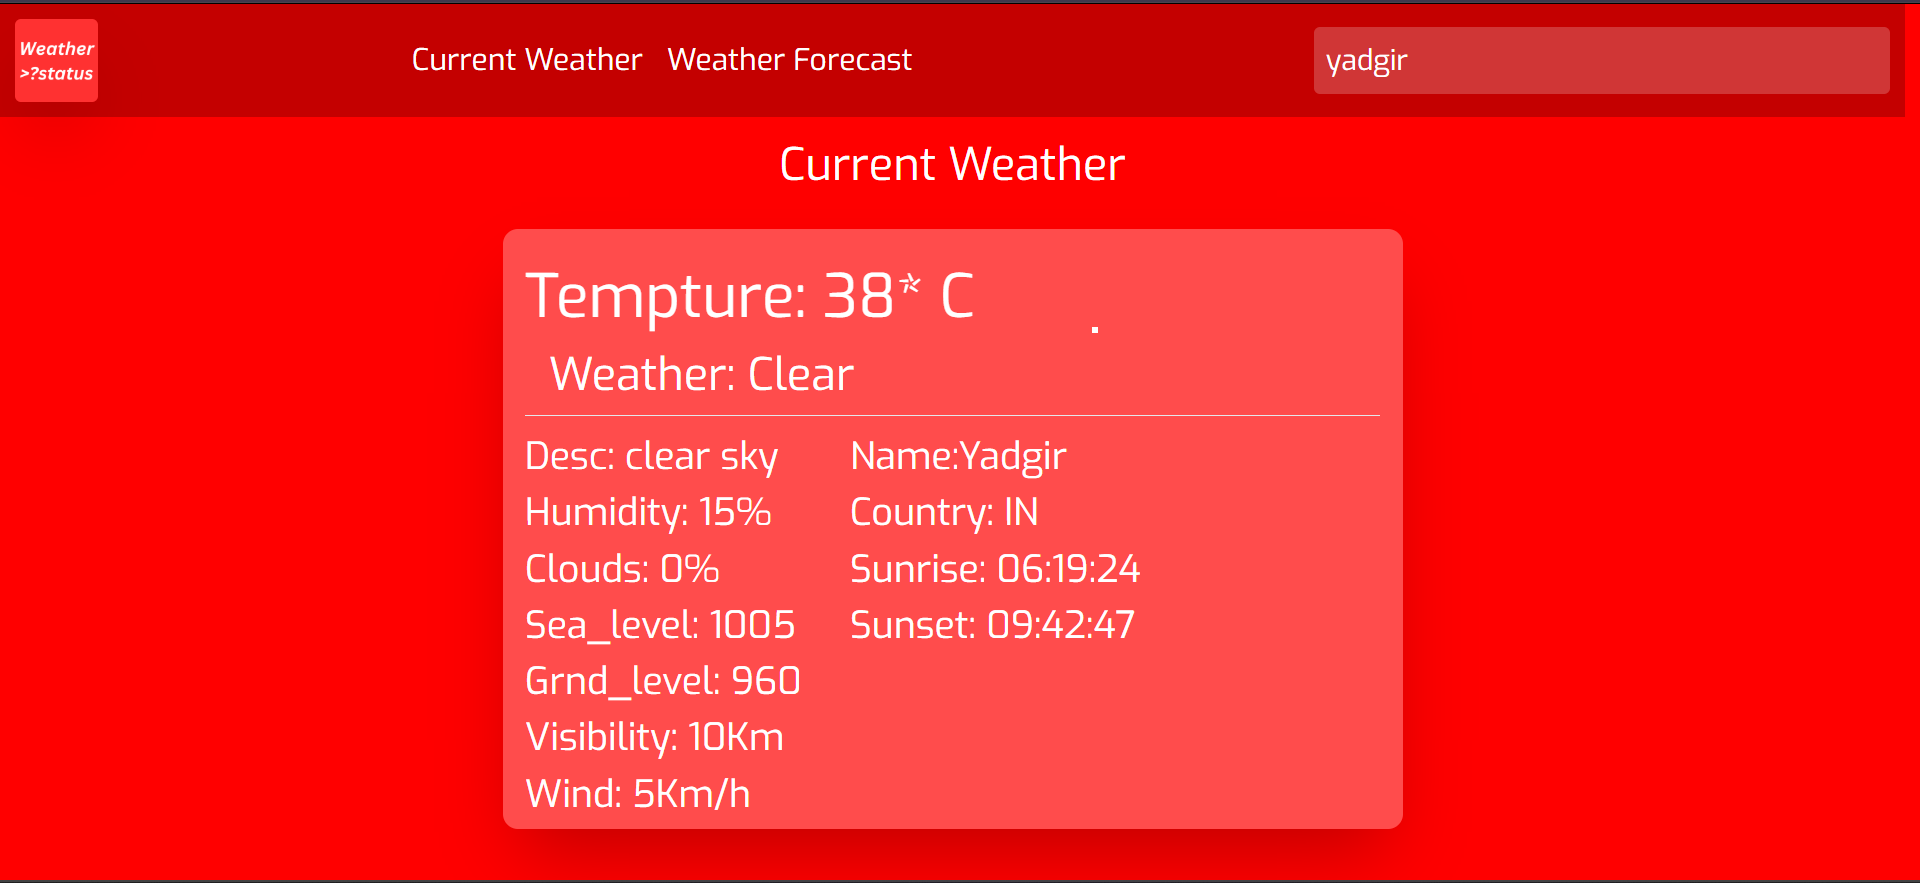 Weather
>?status
Current Weather Weather Forecast
yadgir
Current Weather
Tempture: 38* C
Weather: Clear
Desc: clear sky
Humidity: 15%
Clouds: 0%
Sea_level: 1005
Grnd_level: 960
Visibility: 10Km
Wind: 5Km/h
Name:Yadgir
Country: IN
Sunrise: 06:19:24
Sunset: 09:42:47